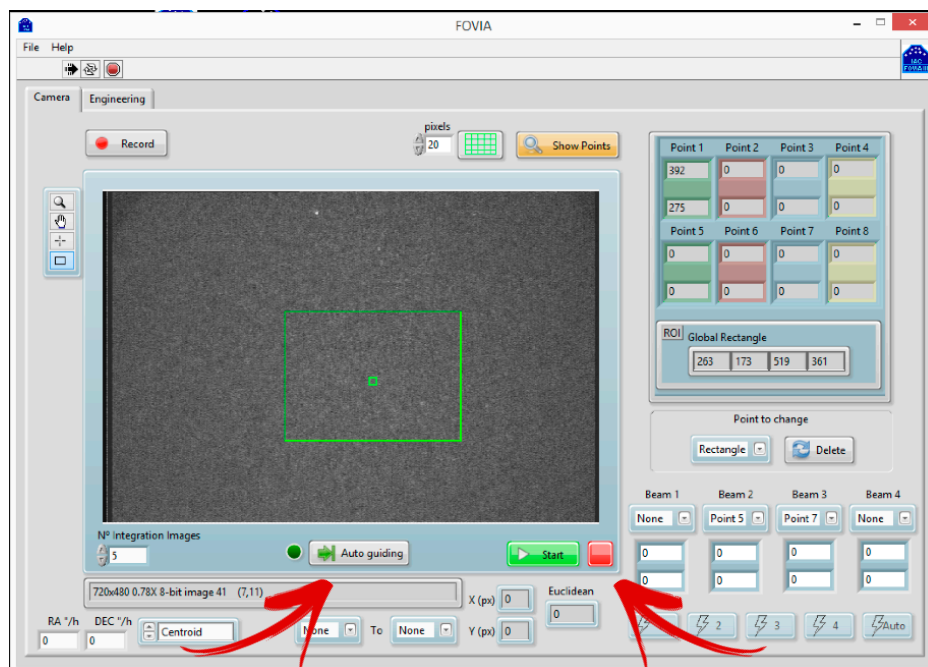 FOVIA
File Help
IAC
FOVIA
Camera Engineering
Record
pixels
20
Show Points
Point 1 Point 2 Point 3 Point 4
392 0 0 0
275 0 0 0
Point 5 Point 6 Point 7 Point 8
0 0 0 0
0 0 0 0
ROI Global Rectangle
263 173 519 361
Point to change
Rectangle Delete
Beam 1 Beam 2 Beam 3 Beam 4
None Point 5 Point 7 None
0 0 0 0
0 0 0 0
2 3 4 Auto
Nº Integration Images
5
Auto guiding
Start
720x480 0.78X 8-bit image 41 (7,11)
X (px) 0
Y (px) 0
Euclidean
0
RA "/h DEC "/h
0 0
Centroid
None To None